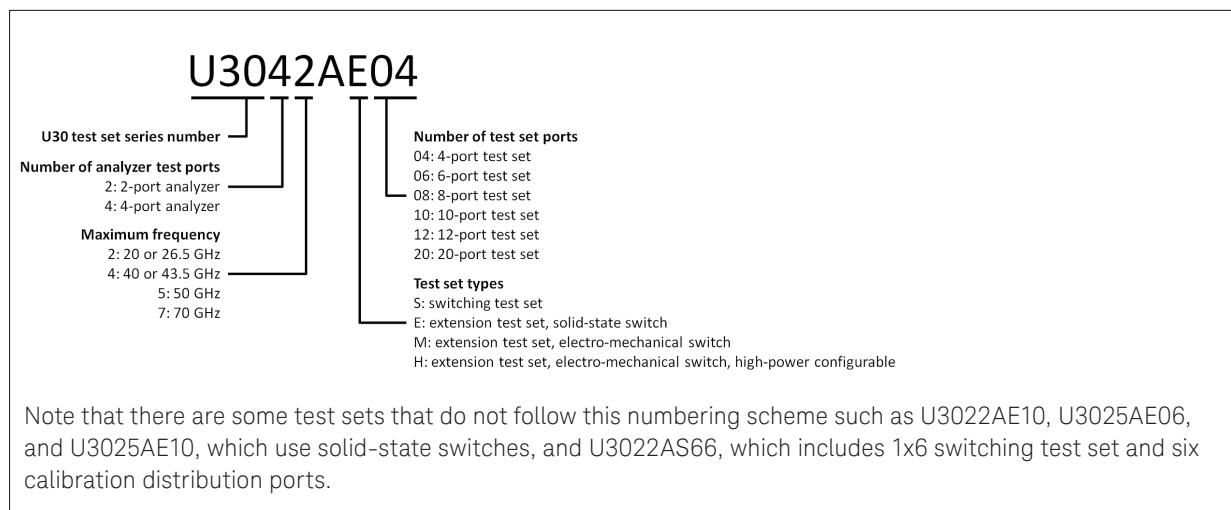 U3042AE04
U30 test set series number
Number of analyzer test ports
2: 2-port analyzer
4: 4-port analyzer
Maximum frequency
2: 20 or 26.5 GHz
4: 40 or 43.5 GHz
5: 50 GHz
7: 70 GHz
Number of test set ports
04: 4-port test set
06: 6-port test set
08: 8-port test set
10: 10-port test set
12: 12-port test set
20: 20-port test set
Test set types
S: switching test set
E: extension test set, solid-state switch
M: extension test set, electro-mechanical switch
H: extension test set, electro-mechanical switch, high-power configurable
Note that there are some test sets that do not follow this numbering scheme such as U3022AE10, U3025AE06,
and U3025AE10, which use solid-state switches, and U3022AS66, which includes 1x6 switching test set and six
calibration distribution ports.